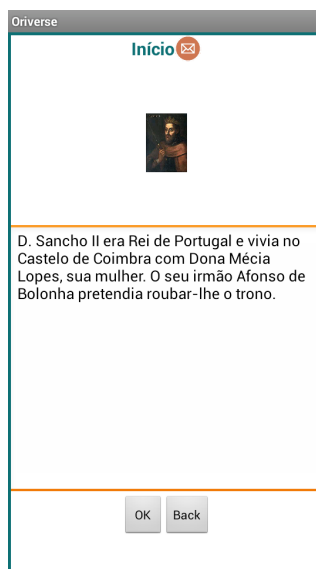 Oriverse
Início
D. Sancho II era Rei de Portugal e vivia no
Castelo de Coimbra com Dona Mécia
Lopes, sua mulher. O seu irmão Afonso de
Bolonha pretendia roubar-lhe o trono.
OK Back